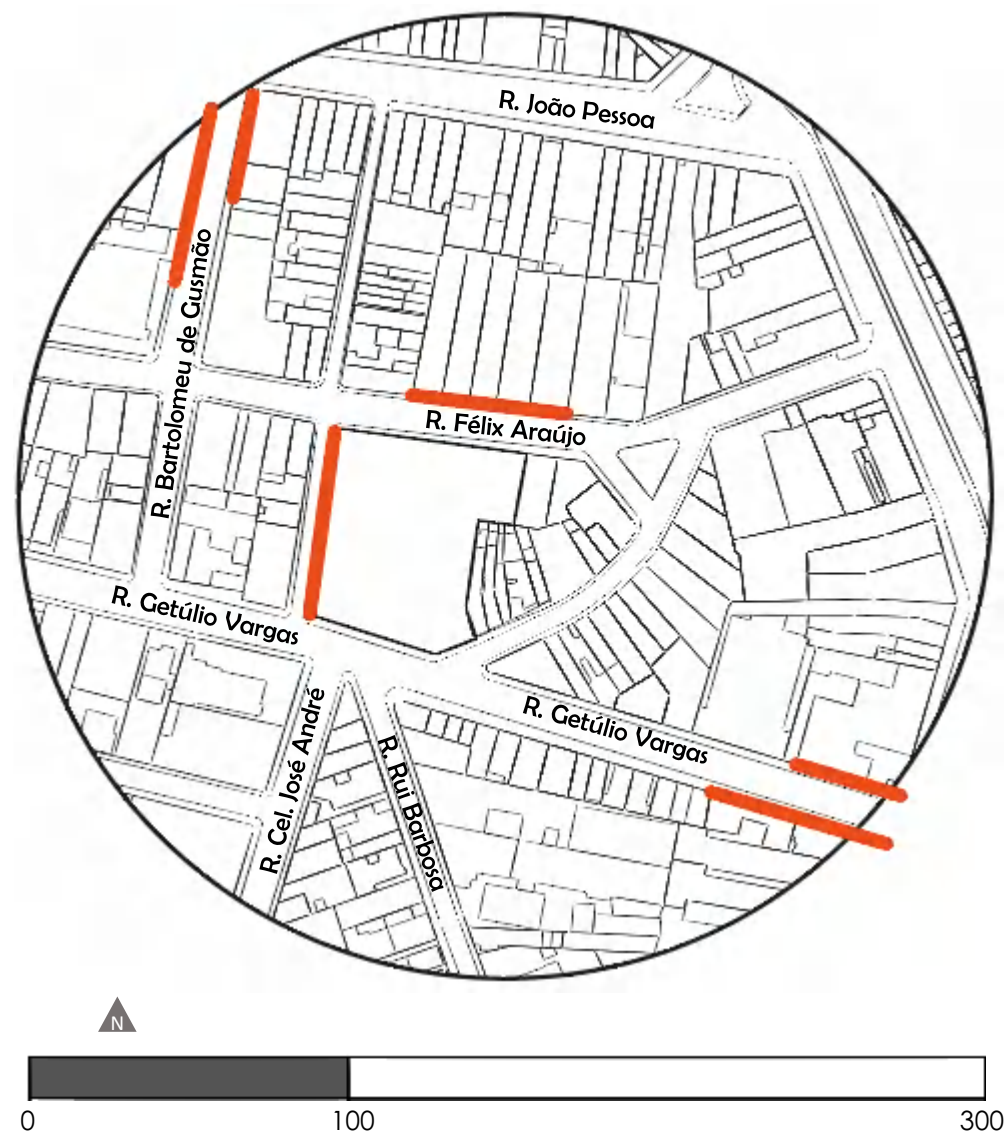 R. João Pessoa
R. Bartolomeu de Gusmão
R. Félix Araújo
R. Getúlio Vargas
R. Getúlio Vargas
R. Cel. José André
R. Rui Barbosa
N
0 100 300